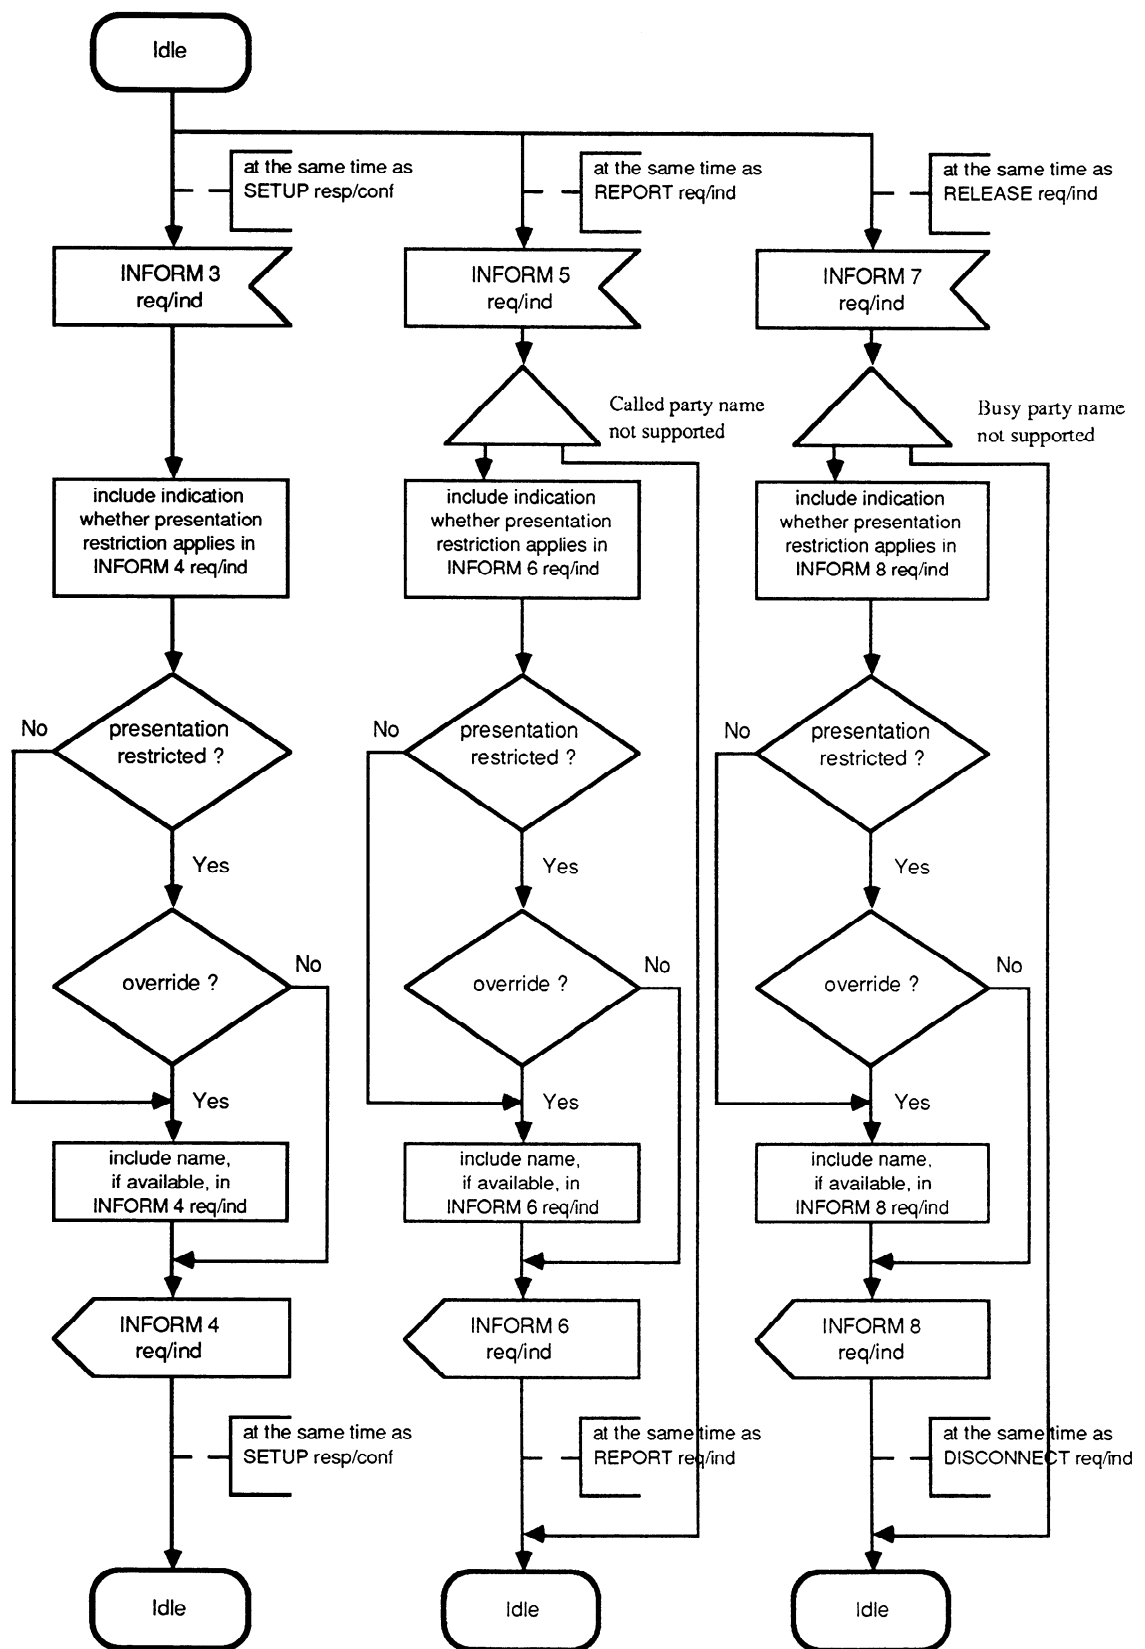 Idle
at the same time as
SETUP resp/conf
at the same time as
REPORT req/ind
at the same time as
RELEASE req/ind
INFORM 3
req/ind
INFORM 5
req/ind
INFORM 7
req/ind
Called party name
not supported
Busy party name
not supported
include indication
whether presentation
restriction applies in
INFORM 4 req/ind
include indication
whether presentation
restriction applies in
INFORM 6 req/ind
include indication
whether presentation
restriction applies in
INFORM 8 req/ind
No
presentation
restricted ?
Yes
No
presentation
restricted ?
Yes
No
presentation
restricted ?
Yes
override ?
No
Yes
override ?
No
Yes
override ?
No
Yes
include name,
if available, in
INFORM 4 req/ind
include name,
if available, in
INFORM 6 req/ind
include name,
if available, in
INFORM 8 req/ind
INFORM 4
req/ind
INFORM 6
req/ind
INFORM 8
req/ind
at the same time as
SETUP resp/conf
at the same time as
REPORT req/ind
at the same time as
DISCONNECT req/ind
Idle
Idle
Idle